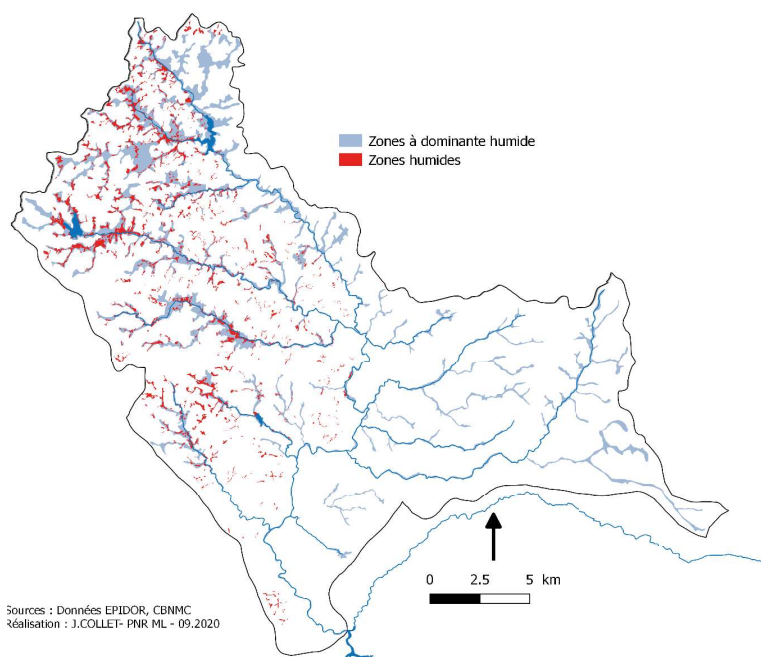 Zones à dominante humide
Zones humides
0 2.5 5 km
Sources : Données EPIDOR, CBNMC
Réalisation : J.COLLET- PNR ML - 09.2020